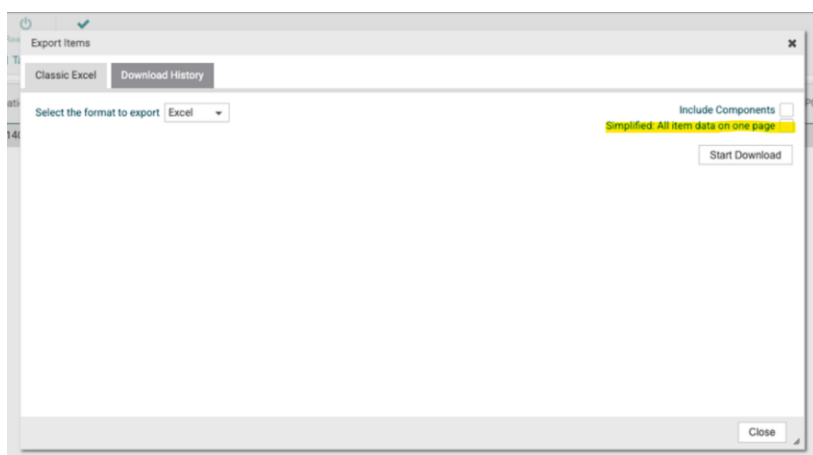 Export Items
Classic Excel Download History
Select the format to export Excel
Include Components
Simplified: All item data on one page
Start Download
Close